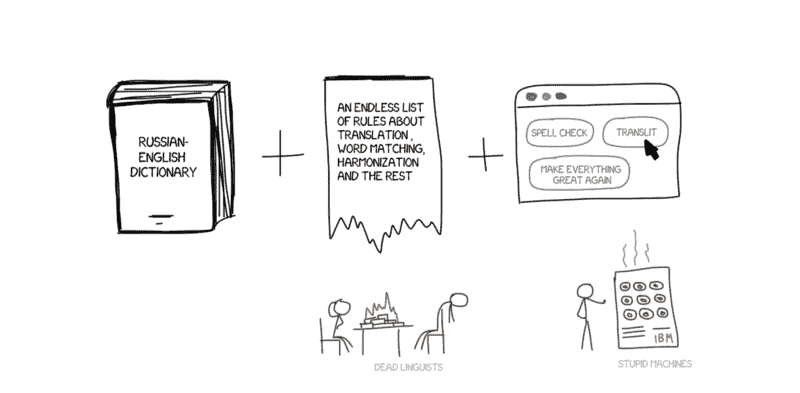 RUSSIAN-
ENGLISH
DICTIONARY
AN ENDLESS LIST
OF RULES ABOUT
TRANSLATION,
WORD MATCHING,
HARMONIZATION
AND THE REST
SPELL CHECK
TRANSLIT
MAKE EVERYTHING
GREAT AGAIN
IBM
DEAD LINGUISTS
STUPID MACHINES